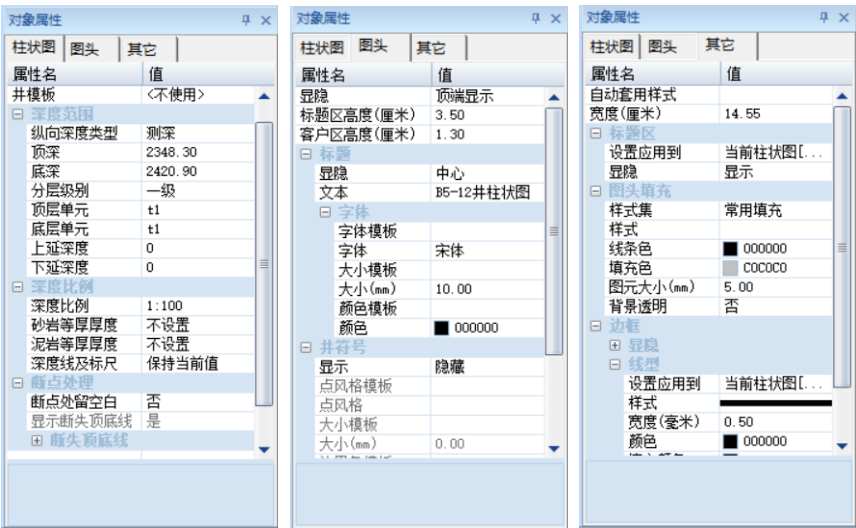 对象属性
柱状图 图头 其它
属性名 值
井模板 <不使用>
深度范围
纵向深度类型 测深
顶深 2348.30
底深 2420.90
分层级别 一级
顶层单元 t1
底层单元 t1
上延深度 0
下延深度 0
深度比例
深度比例 1:100
砂岩等厚厚度 不设置
泥岩等厚厚度 不设置
深度线及标尺 保持当前值
断点处理
断点处留空白 否
显示断失顶底线 是
断失顶底线
对象属性
柱状图 图头 其它
属性名 值
显隐 顶端显示
标题区高度(厘米) 3.50
客户区高度(厘米) 1.30
标题
显隐 中心
文本 B5-12井柱状图
字体
字体模板
字体 宋体
大小模板
大小(mm) 10.00
颜色模板
颜色 000000
井符号
显示 隐藏
点风格模板
点风格
大小模板
大小(mm) 0.00
对象属性
柱状图 图头 其它
属性名 值
自动套用样式
宽度(厘米) 14.55
标题区
设置应用到 当前柱状图[...
显隐 显示
图头填充
样式集 常用填充
样式
线条色 000000
填充色 C0C0C0
图元大小(mm) 5.00
背景透明 否
边框
显隐
线型
设置应用到 当前柱状图[...
样式
宽度(毫米) 0.50
颜色 000000